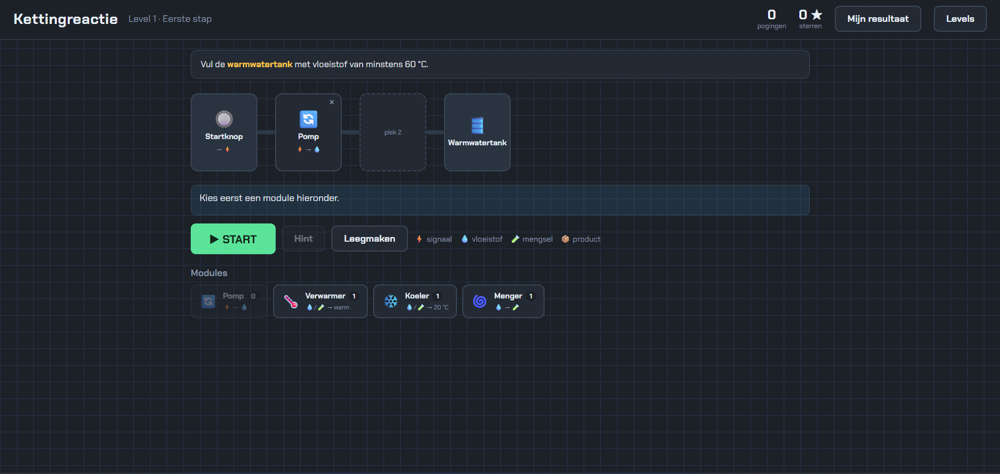 Kettingreactie Level 1 · Eerste stap
0 pogingen
0 ★ sterren
Mijn resultaat
Levels
Vul de warmwatertank met vloeistof van minstens 60 °C.
Startknop
→
×
Pomp
→
plek 2
Warmwatertank
Kies eerst een module hieronder.
▶ START
Hint
Leegmaken
signaal
vloeistof
mengsel
product
Modules
Pomp 0
→
Verwarmer 1
/ → warm
Koeler 1
/ → 20 °C
Menger 1
→